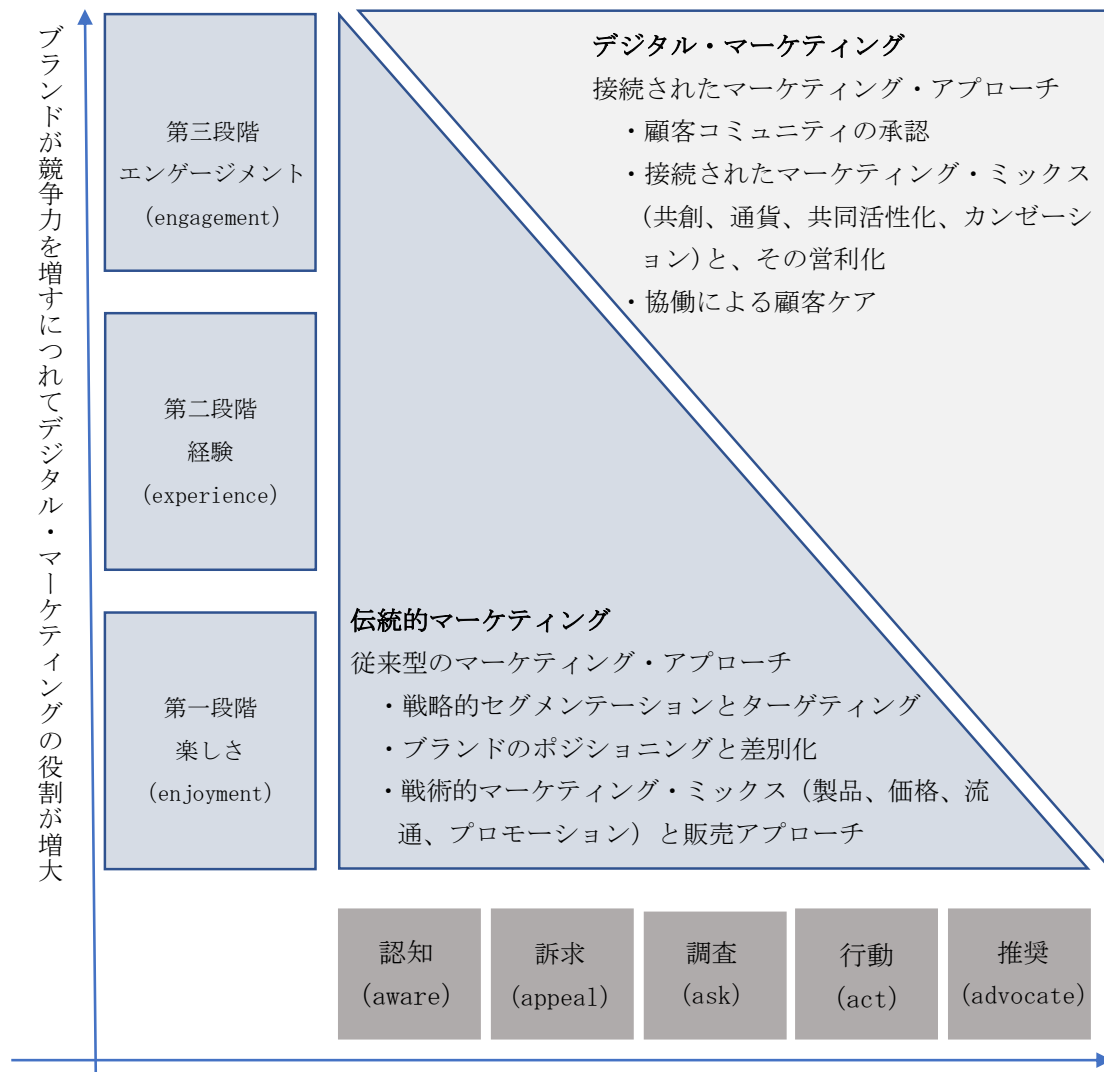 ブランドが競争力を増すにつれてデジタル・マーケティングの役割が増大
第三段階
エンゲージメント
(engagement)
第二段階
経験
(experience)
第一段階
楽しさ
(enjoyment)
デジタル・マーケティング
接続されたマーケティング・アプローチ
・顧客コミュニティの承認
・接続されたマーケティング・ミックス
(共創、通貨、共同活性化、カンゼーシ
ョン)と、その営利化
・協働による顧客ケア
伝統的マーケティング
従来型のマーケティング・アプローチ
・戦略的セグメンテーションとターゲティング
・ブランドのポジショニングと差別化
・戦術的マーケティング・ミックス（製品、価格、流
通、プロモーション）と販売アプローチ
認知
(aware)
訴求
(appeal)
調査
(ask)
行動
(act)
推奨
(advocate)